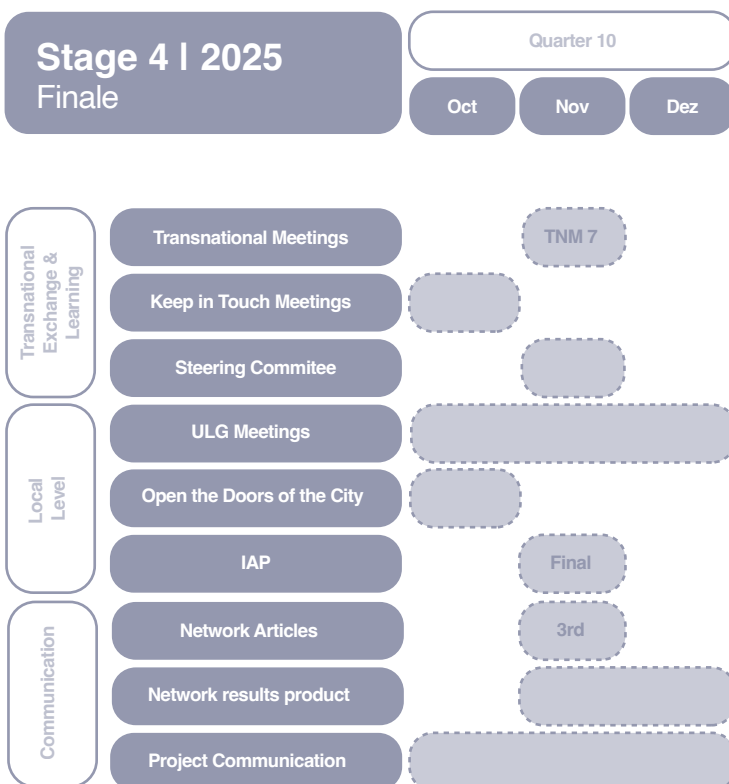 Stage 4 | 2025
Finale
Quarter 10
Oct
Nov
Dez
Transnational
Exchange &
Learning
Transnational Meetings
TNM 7
Keep in Touch Meetings
Steering Commitee
Local
Level
ULG Meetings
Open the Doors of the City
IAP
Final
Communication
Network Articles
3rd
Network results product
Project Communication